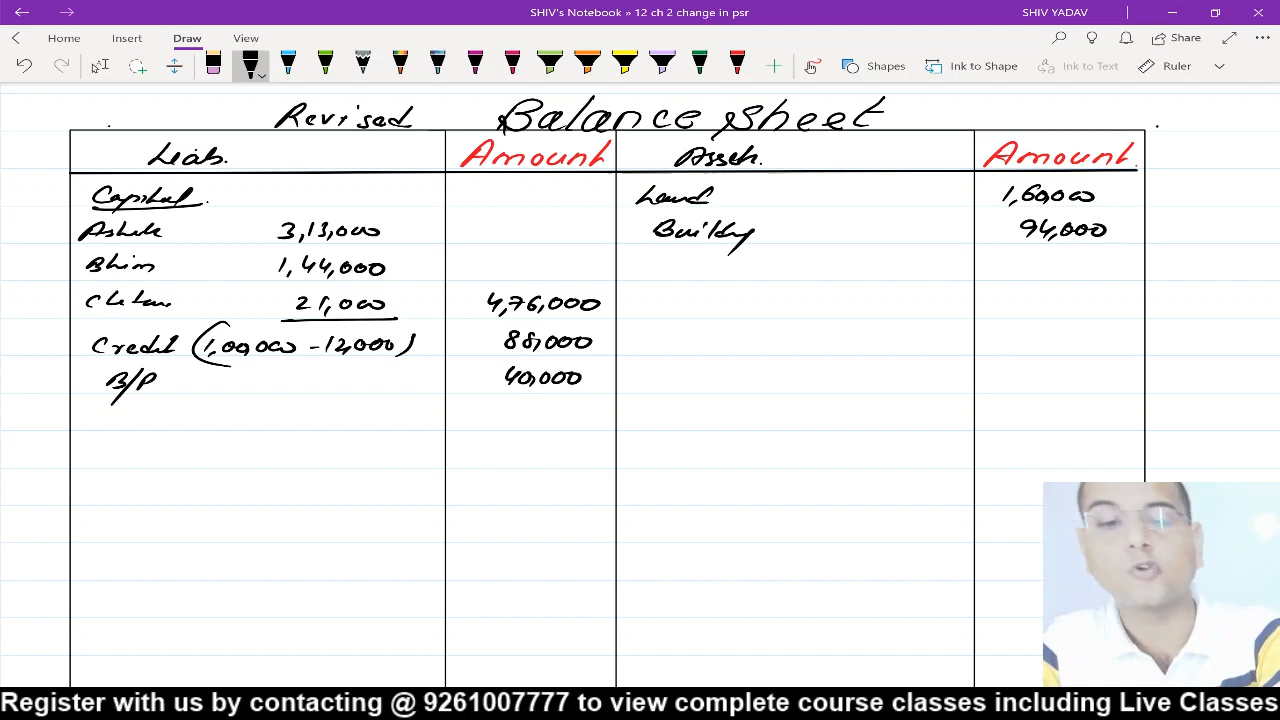 SHIV's Notebook » 12 ch 2 change in psr
SHIV YADAV
Home Insert Draw View
Share
Shapes Ink to Shape Ink to Text Ruler
Revised Balance Sheet
Liab. Amount Asset. Amount
Capital Land 1,60,000
Ashok 3,13,000 Building 94,000
Bhim 1,44,000
Chetan 21,000 4,76,000
Credit (1,00,000 - 12,000) 88,000
B/P 40,000
Register with us by contacting @ 9261007777 to view complete course classes including Live Classes